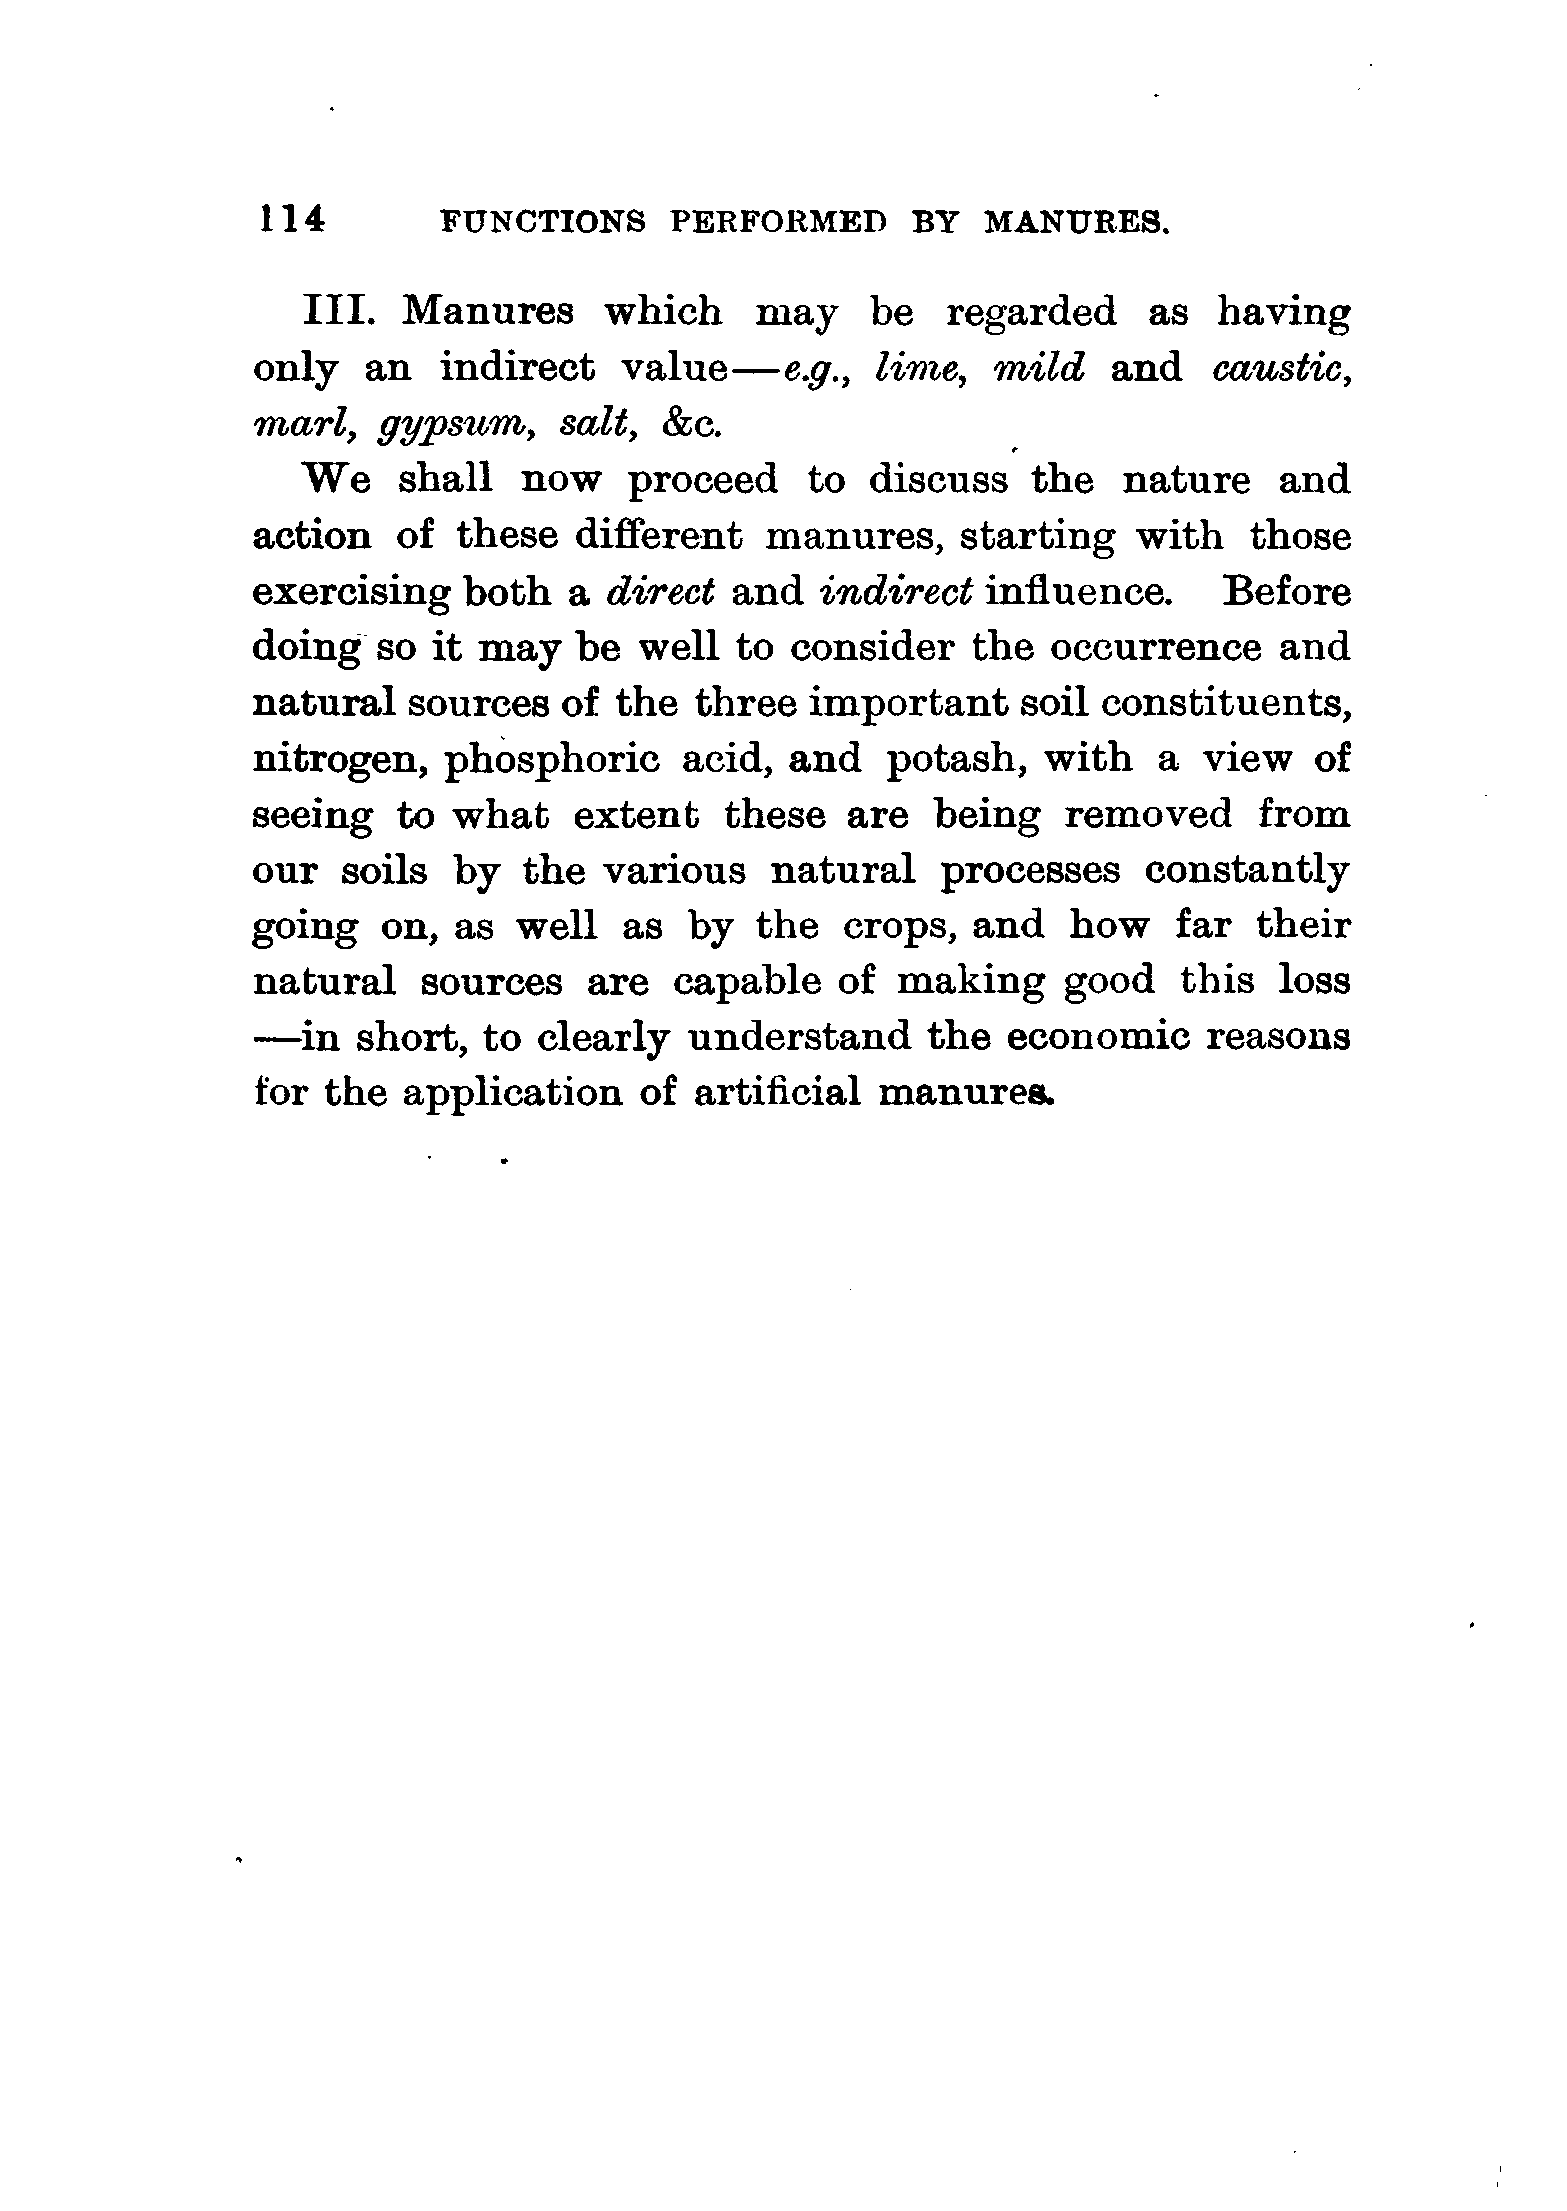 114 FUNCTIONS PERFORMED BY MANURES.
III. Manures which may be regarded as having
only an indirect value—e.g., lime, mild and caustic,
marl, gypsum, salt, &c.
We shall now proceed to discuss the nature and
action of these different manures, starting with those
exercising both a direct and indirect influence. Before
doing so it may be well to consider the occurrence and
natural sources of the three important soil constituents,
nitrogen, phosphoric acid, and potash, with a view of
seeing to what extent these are being removed from
our soils by the various natural processes constantly
going on, as well as by the crops, and how far their
natural sources are capable of making good this loss
—in short, to clearly understand the economic reasons
for the application of artificial manures.